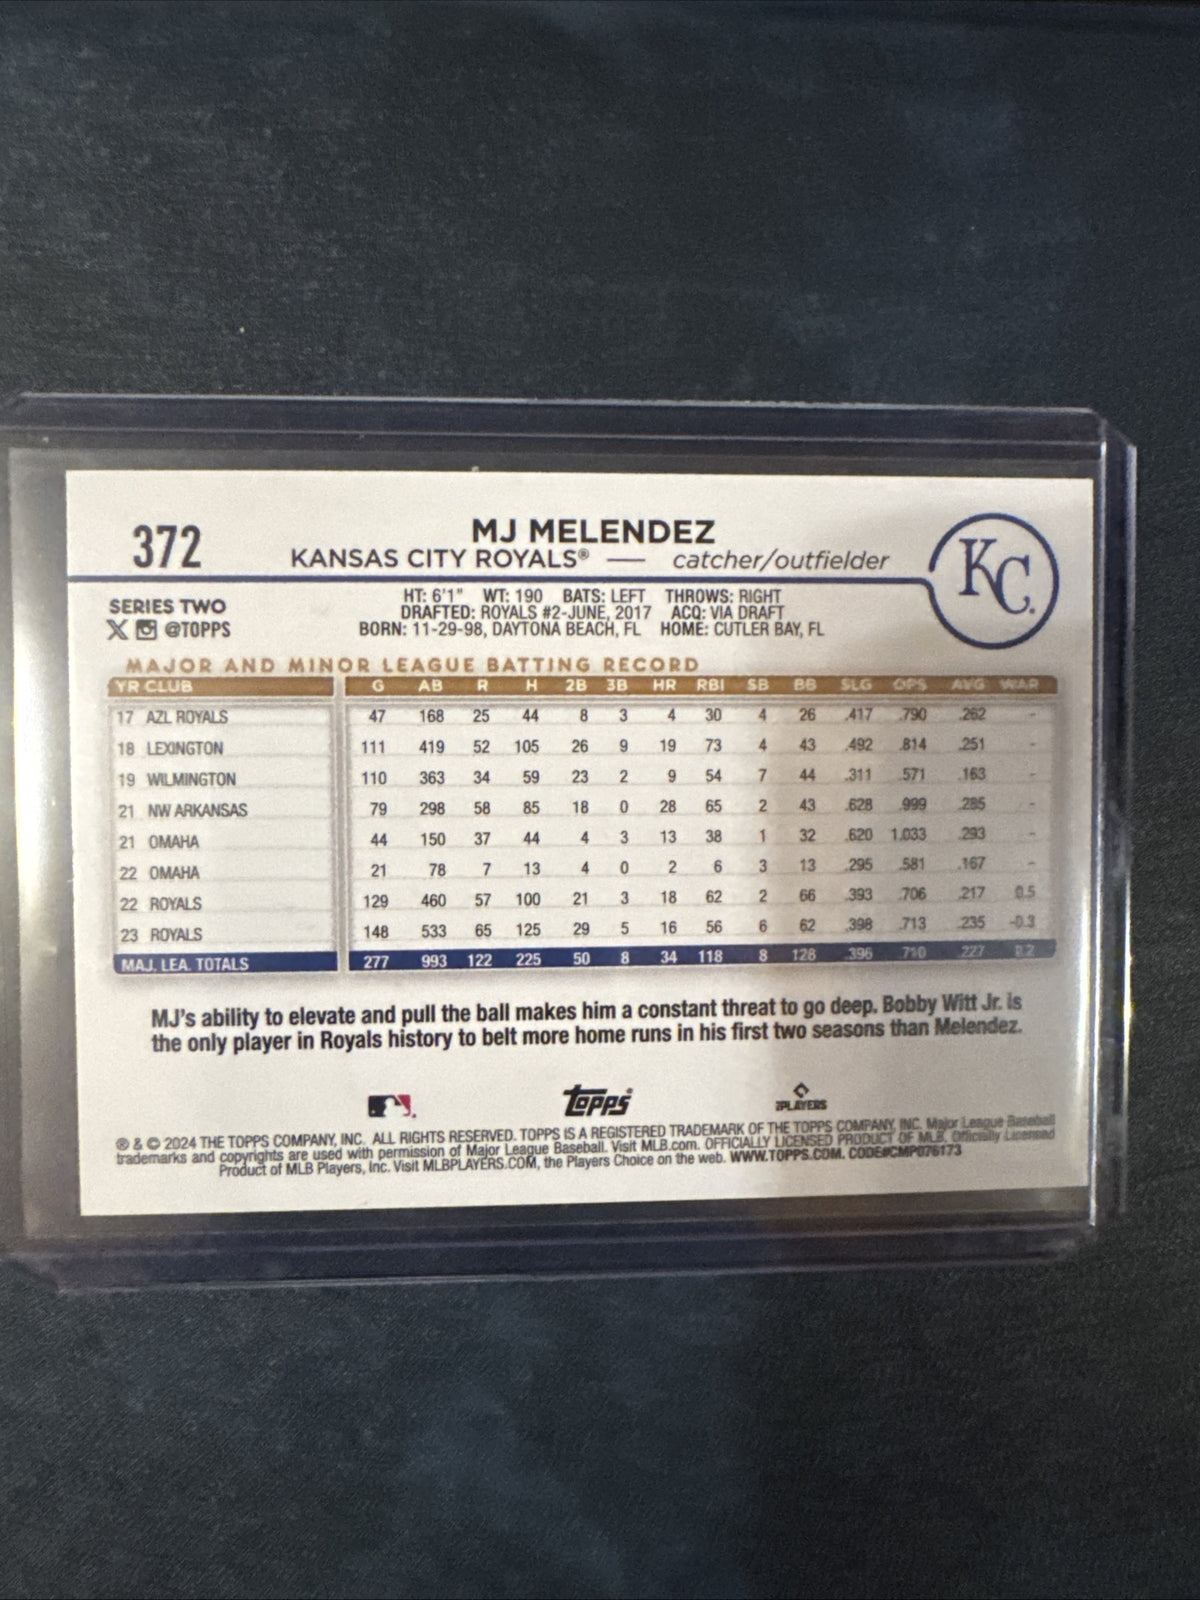 372
MJ MELENDEZ
KANSAS CITY ROYALS® — catcher/outfielder
KC
SERIES TWO
X @TOPPS
HT: 6'1" WT: 190 BATS: LEFT THROWS: RIGHT
DRAFTED: ROYALS #2-JUNE, 2017 ACQ: VIA DRAFT
BORN: 11-29-98, DAYTONA BEACH, FL HOME: CUTLER BAY, FL
MAJOR AND MINOR LEAGUE BATTING RECORD
YR CLUB G AB R H 2B 3B HR RBI SB BB SLG OPS AVG WAR
17 AZL ROYALS 47 168 25 44 8 3 4 30 4 26 .417 .790 .262 -
18 LEXINGTON 111 419 52 105 26 9 19 73 4 43 .492 .814 .251 -
19 WILMINGTON 110 363 34 59 23 2 9 54 7 44 .311 .571 .163 -
21 NW ARKANSAS 79 298 58 85 18 0 28 65 2 43 .628 .999 .285 -
21 OMAHA 44 150 37 44 4 3 13 38 1 32 .620 1.033 .293 -
22 OMAHA 21 78 7 13 4 0 2 6 3 13 .295 .581 .167 -
22 ROYALS 129 460 57 100 21 3 18 62 2 66 .393 .706 .217 0.5
23 ROYALS 148 533 65 125 29 5 16 56 6 62 .398 .713 .235 -0.3
MAJ. LEA. TOTALS 277 993 122 225 50 8 34 118 8 128 .396 .710 .227 0.2
MJ's ability to elevate and pull the ball makes him a constant threat to go deep. Bobby Witt Jr. is
the only player in Royals history to belt more home runs in his first two seasons than Melendez.
topps
PLAYERS
® & © 2024 THE TOPPS COMPANY, INC. ALL RIGHTS RESERVED. TOPPS IS A REGISTERED TRADEMARK OF THE TOPPS COMPANY, INC. Major League Baseball
trademarks and copyrights are used with permission of Major League Baseball. Visit MLB.com. OFFICIALLY LICENSED PRODUCT OF MLB. Officially Licensed
Product of MLB Players, Inc. Visit MLBPLAYERS.COM, the Players Choice on the web. WWW.TOPPS.COM. CODE#CMP076173